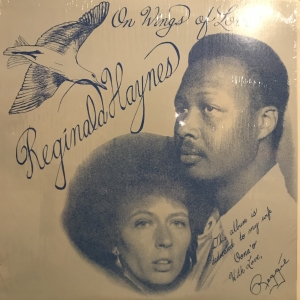 On Wings of
Reginald Haynes
This album is
dedicated to my wife
With Love,
Reggie